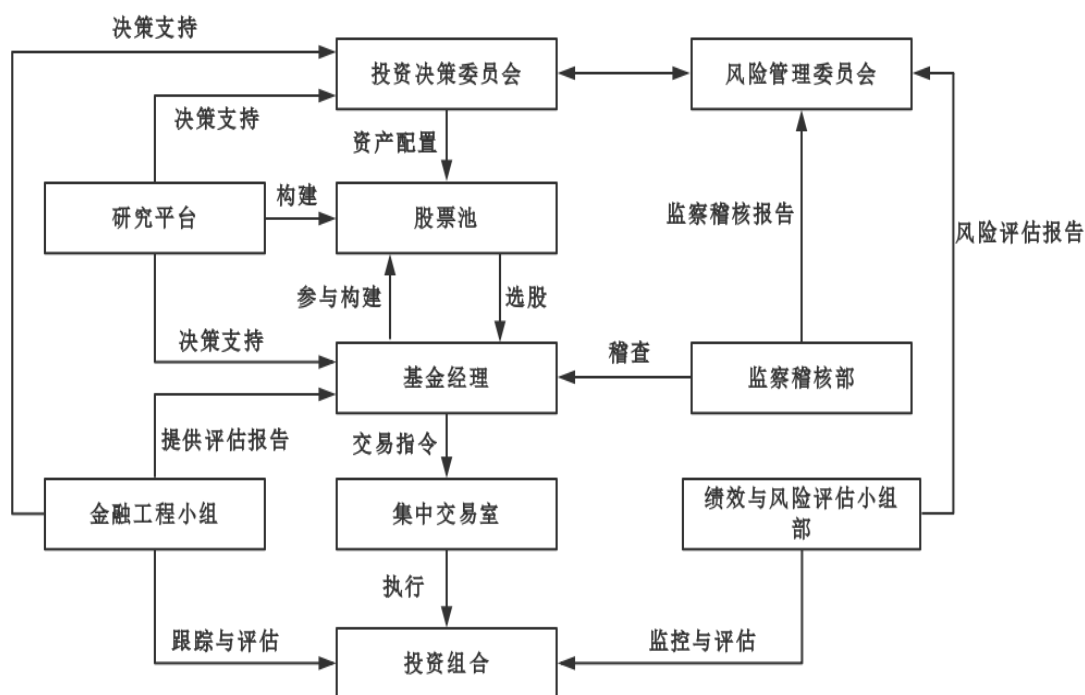 决策支持
投资决策委员会
风险管理委员会
决策支持
资产配置
研究平台
构建
股票池
监察稽核报告
风险评估报告
参与构建
选股
决策支持
稽查
基金经理
监察稽核部
提供评估报告
交易指令
金融工程小组
集中交易室
绩效与风险评估小组
部
执行
跟踪与评估
监控与评估
投资组合